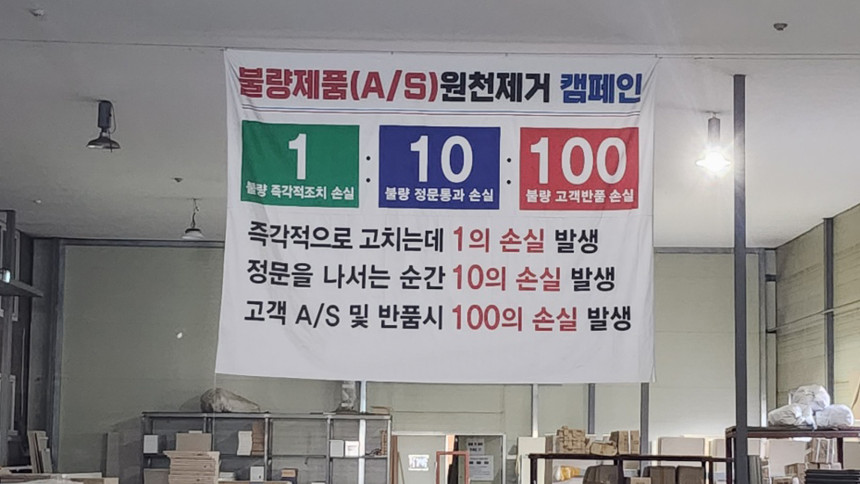 불량제품(A/S)원천제거 캠페인
1 : 10 : 100
불량 즉각적조치 손실 불량 정문통과 손실 불량 고객반품 손실
즉각적으로 고치는데 1의 손실 발생
정문을 나서는 순간 10의 손실 발생
고객 A/S 및 반품시 100의 손실 발생